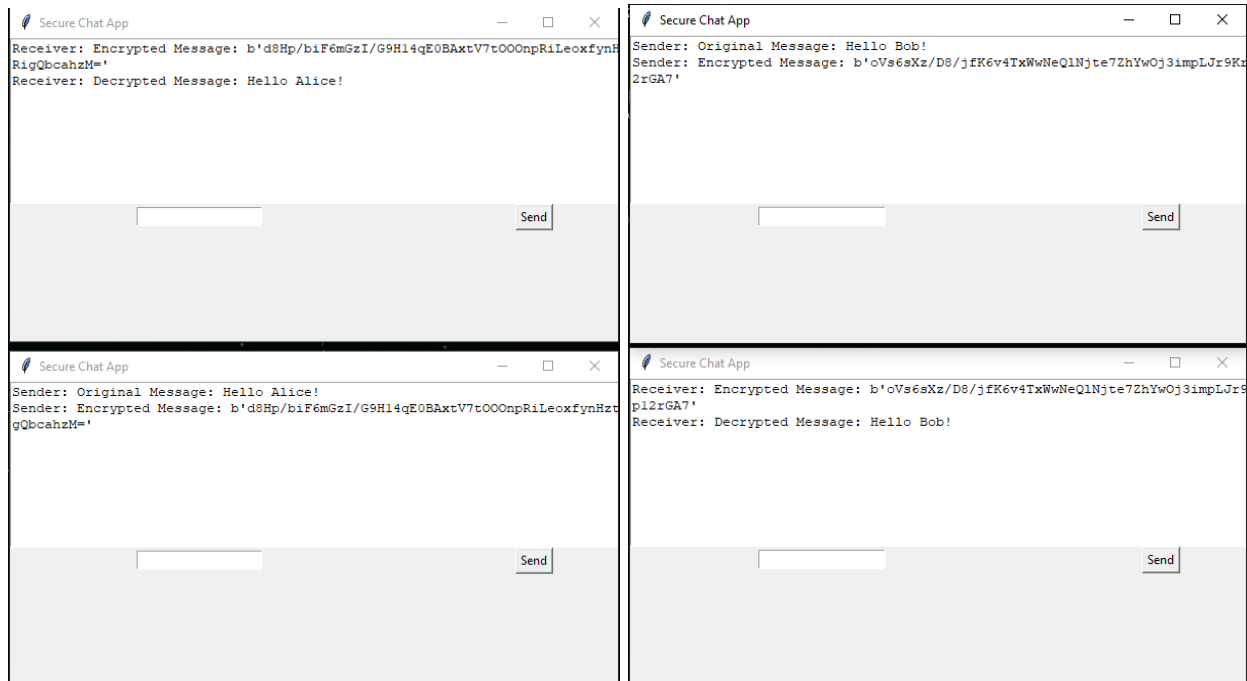 Secure Chat App
Receiver: Encrypted Message: b'd8Hp/biF6mGzI/G9H14qE0BAxtV7tOOOnpRiLeoxfynH
RigQbcahzM='
Receiver: Decrypted Message: Hello Alice!
Send
Secure Chat App
Sender: Original Message: Hello Bob!
Sender: Encrypted Message: b'oVs6sXz/D8/jfK6v4TxWwNeQlNjte7ZhYwOj3impLJr9Kr
2rGA7'
Send
Secure Chat App
Sender: Original Message: Hello Alice!
Sender: Encrypted Message: b'd8Hp/biF6mGzI/G9H14qE0BAxtV7tOOOnpRiLeoxfynHzt
gQbcahzM='
Send
Secure Chat App
Receiver: Encrypted Message: b'oVs6sXz/D8/jfK6v4TxWwNeQlNjte7ZhYwOj3impLJr9
p12rGA7'
Receiver: Decrypted Message: Hello Bob!
Send